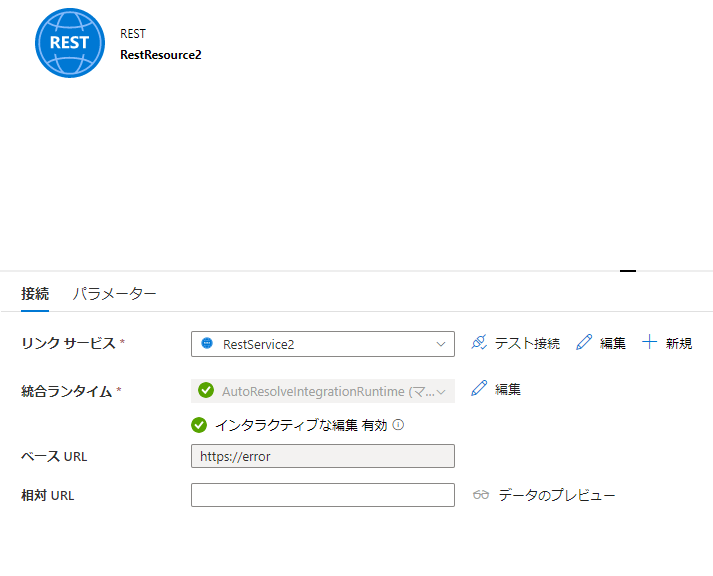 REST
REST
RestResource2
接続 パラメーター
リンク サービス * RestService2 テスト接続 編集 新規
統合ランタイム * AutoResolveIntegrationRuntime (マ... 編集
インタラクティブな編集 有効
ベース URL https://error
相対 URL データのプレビュー